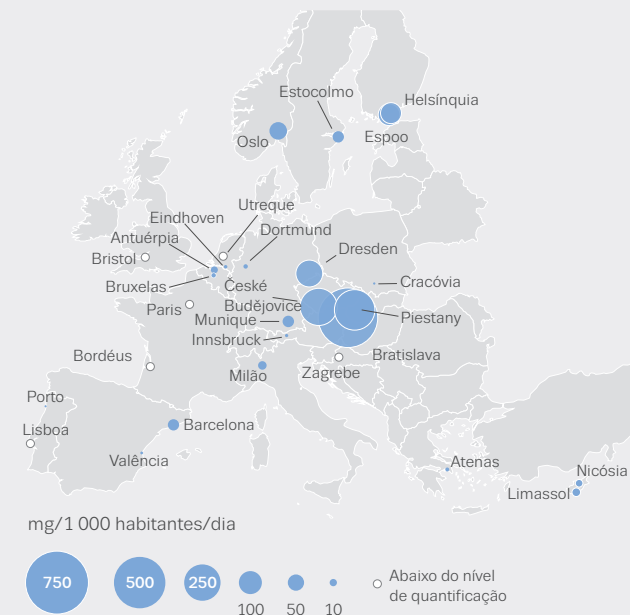 Estocolmo
Helsínquia
Oslo
Espoo
Utreque
Eindhoven
Antuérpia
Dortmund
Dresden
Bristol
Bruxelas
České
Budějovice
Cracóvia
Paris
Munique
Piestany
Innsbruck
Bordéus
Bratislava
Milão
Zagrebe
Porto
Lisboa
Barcelona
Valência
Atenas
Nicósia
Limassol
mg/1 000 habitantes/dia
750
500
250
100
50
10
Abaixo do nível
de quantificação